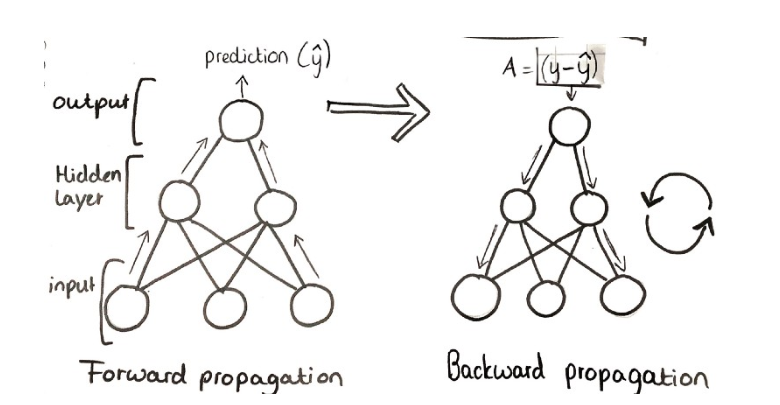 prediction (ŷ)
output
Hidden
Layer
input
Forward propagation
A = (y-ŷ)
Backward propagation